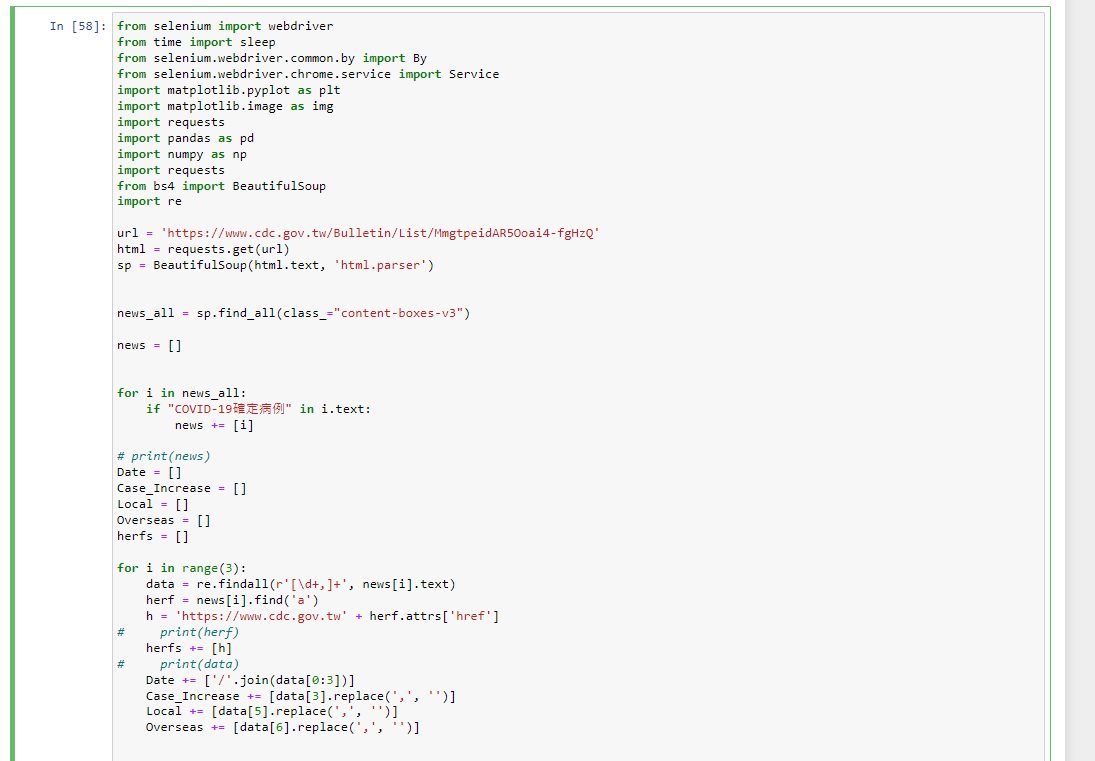 In [58]:
from selenium import webdriver
from time import sleep
from selenium.webdriver.common.by import By
from selenium.webdriver.chrome.service import Service
import matplotlib.pyplot as plt
import matplotlib.image as img
import requests
import pandas as pd
import numpy as np
import requests
from bs4 import BeautifulSoup
import re
url = 'https://www.cdc.gov.tw/Bulletin/List/MmgtpeidAR5Ooai4-fgHzQ'
html = requests.get(url)
sp = BeautifulSoup(html.text, 'html.parser')
news_all = sp.find_all(class_="content-boxes-v3")
news = []
for i in news_all:
    if "COVID-19確定病例" in i.text:
        news += [i]
# print(news)
Date = []
Case_Increase = []
Local = []
Overseas = []
herfs = []
for i in range(3):
    data = re.findall(r'[\d+,]+', news[i].text)
    herf = news[i].find('a')
    h = 'https://www.cdc.gov.tw' + herf.attrs['href']
#     print(herf)
    herfs += [h]
#     print(data)
    Date += ['/'.join(data[0:3])]
    Case_Increase += [data[3].replace(',', '')]
    Local += [data[5].replace(',', '')]
    Overseas += [data[6].replace(',', '')]